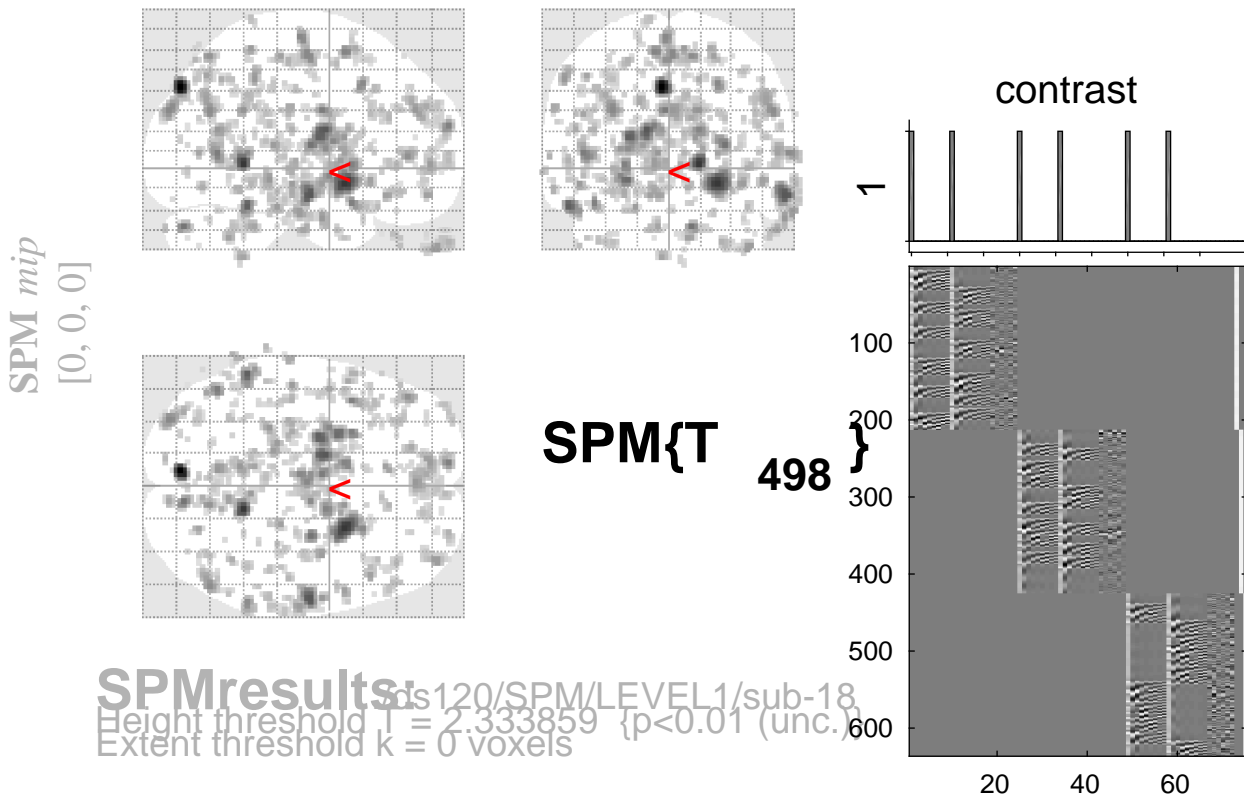 SPM mip
[0, 0, 0]
<
<
<
SPM{T498}
contrast
1
100
200
300
400
500
600
20 40 60
SPMresults: /ds120/SPM/LEVEL1/sub-18
Height threshold T = 2.333859 {p<0.01 (unc.)}
Extent threshold k = 0 voxels